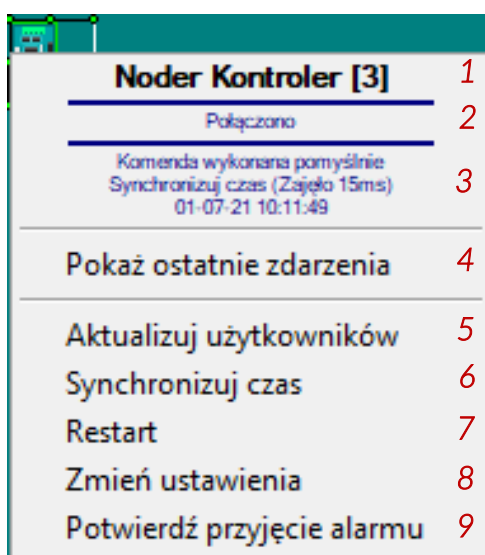 Noder Kontroler [3] 1
Połączono 2
Komenda wykonana pomyślnie
Synchronizuj czas (Zajęło 15ms) 3
01-07-21 10:11:49
Pokaż ostatnie zdarzenia 4
Aktualizuj użytkowników 5
Synchronizuj czas 6
Restart 7
Zmień ustawienia 8
Potwierdź przyjęcie alarmu 9